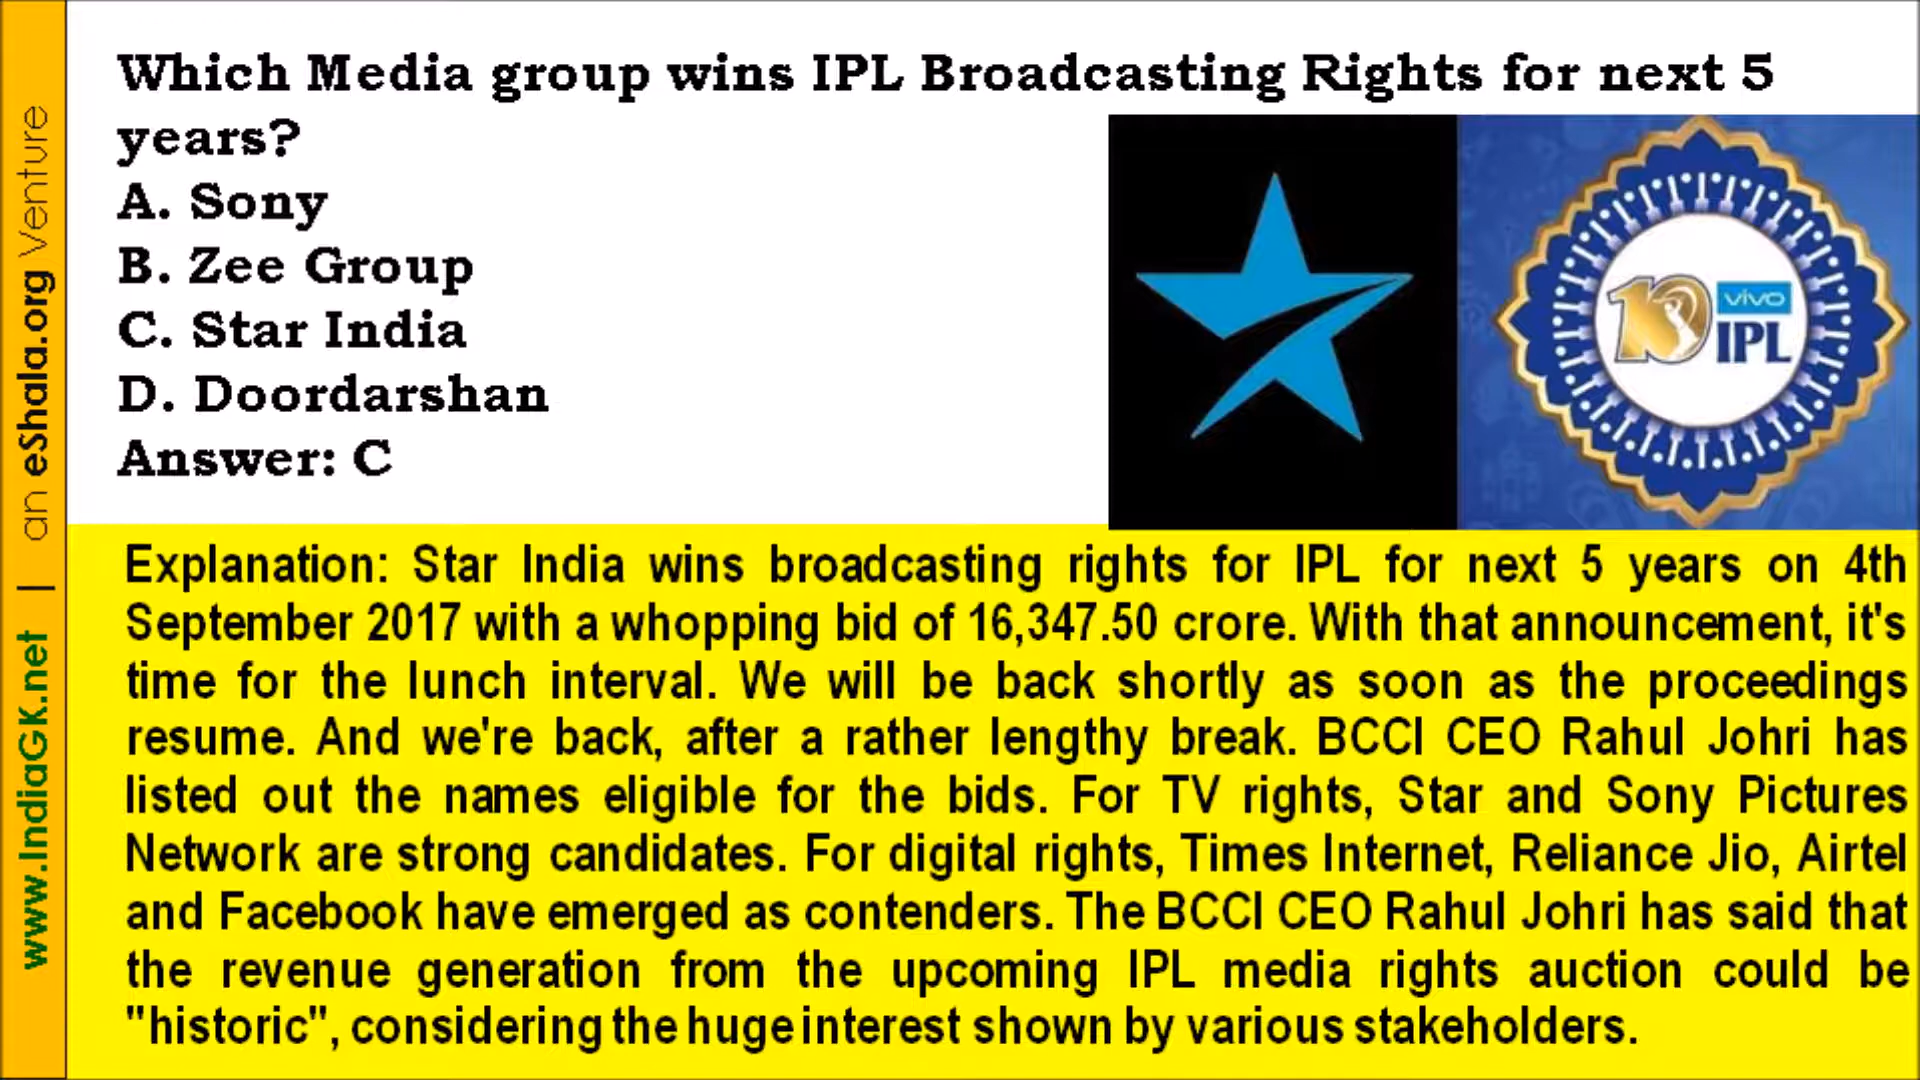 Which Media group wins IPL Broadcasting Rights for next 5
years?
A. Sony
B. Zee Group
C. Star India
D. Doordarshan
Answer: C
10 vivo
IPL
Explanation: Star India wins broadcasting rights for IPL for next 5 years on 4th
September 2017 with a whopping bid of 16,347.50 crore. With that announcement, it's
time for the lunch interval. We will be back shortly as soon as the proceedings
resume. And we're back, after a rather lengthy break. BCCI CEO Rahul Johri has
listed out the names eligible for the bids. For TV rights, Star and Sony Pictures
Network are strong candidates. For digital rights, Times Internet, Reliance Jio, Airtel
and Facebook have emerged as contenders. The BCCI CEO Rahul Johri has said that
the revenue generation from the upcoming IPL media rights auction could be
"historic", considering the huge interest shown by various stakeholders.
www.IndiaGK.net | an eShala.org Venture